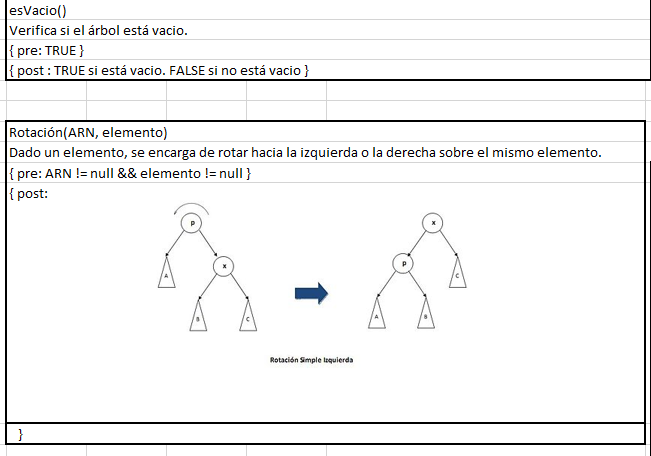 esVacio()
Verifica si el árbol está vacio.
{ pre: TRUE }
{ post : TRUE si está vacio. FALSE si no está vacio }
Rotación(ARN, elemento)
Dado un elemento, se encarga de rotar hacia la izquierda o la derecha sobre el mismo elemento.
{ pre: ARN != null && elemento != null }
{ post:
P
x
A
x
P
C
B
C
A
B
Rotación Simple Izquierda
}